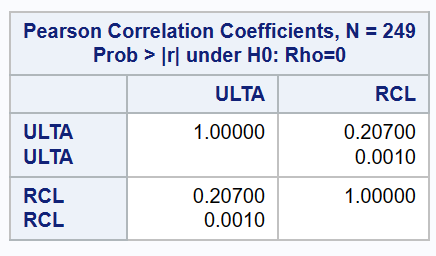 Pearson Correlation Coefficients, N = 249
Prob > |r| under H0: Rho=0
ULTA RCL
ULTA 1.00000 0.20700
ULTA 0.0010
RCL 0.20700 1.00000
RCL 0.0010